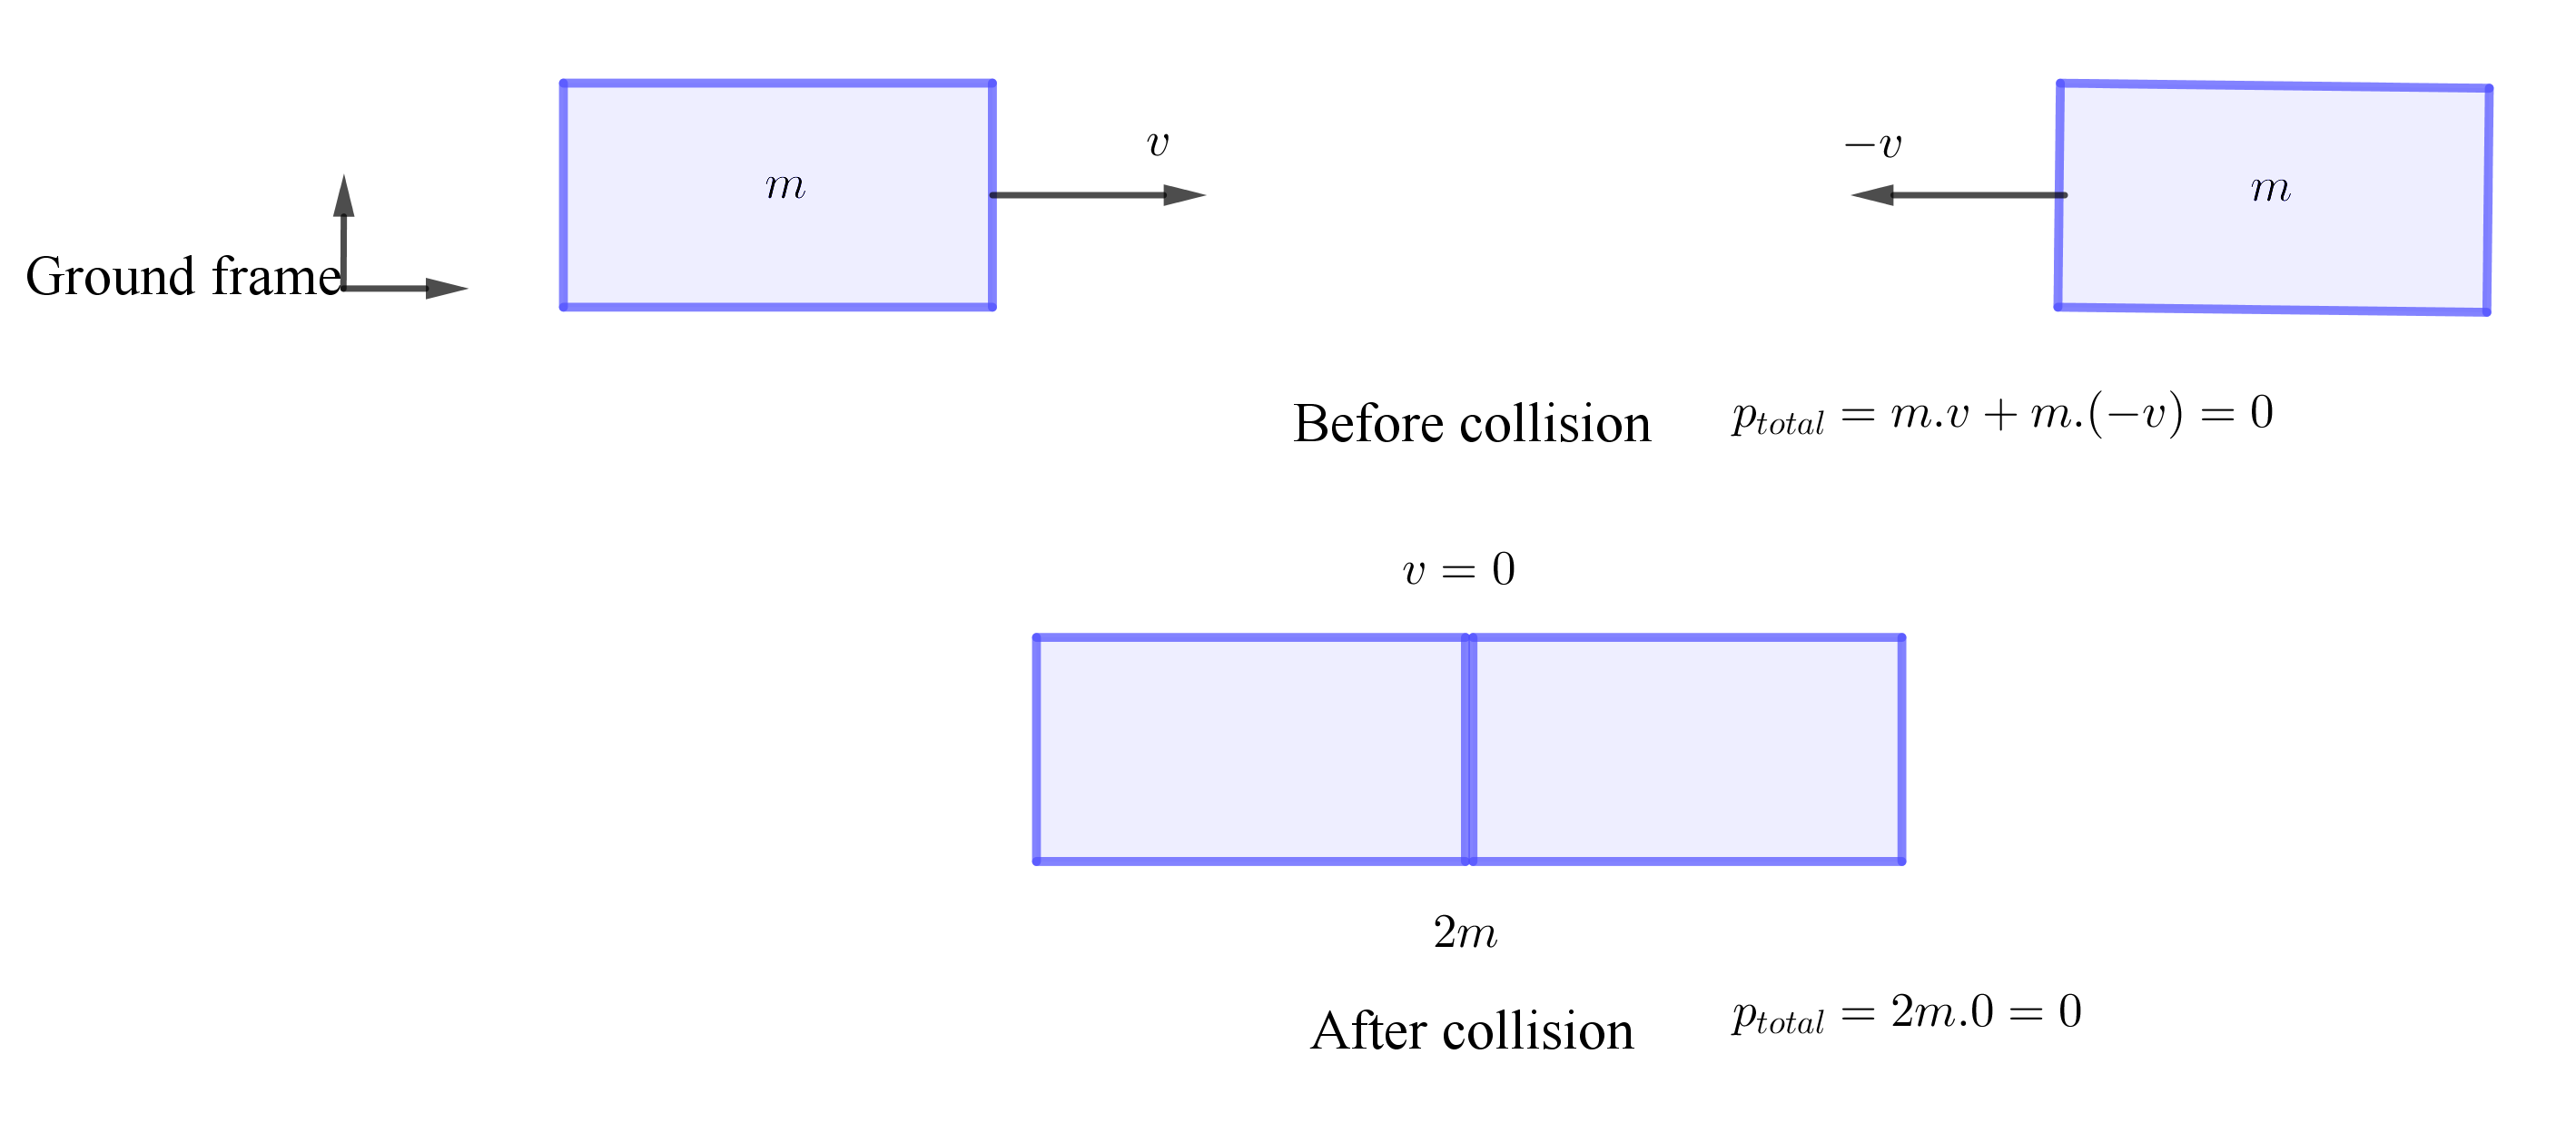 v
−v
m
m
Ground frame
Before collision p_{total} = m.v + m.(−v) = 0
v = 0
2m
After collision p_{total} = 2m.0 = 0